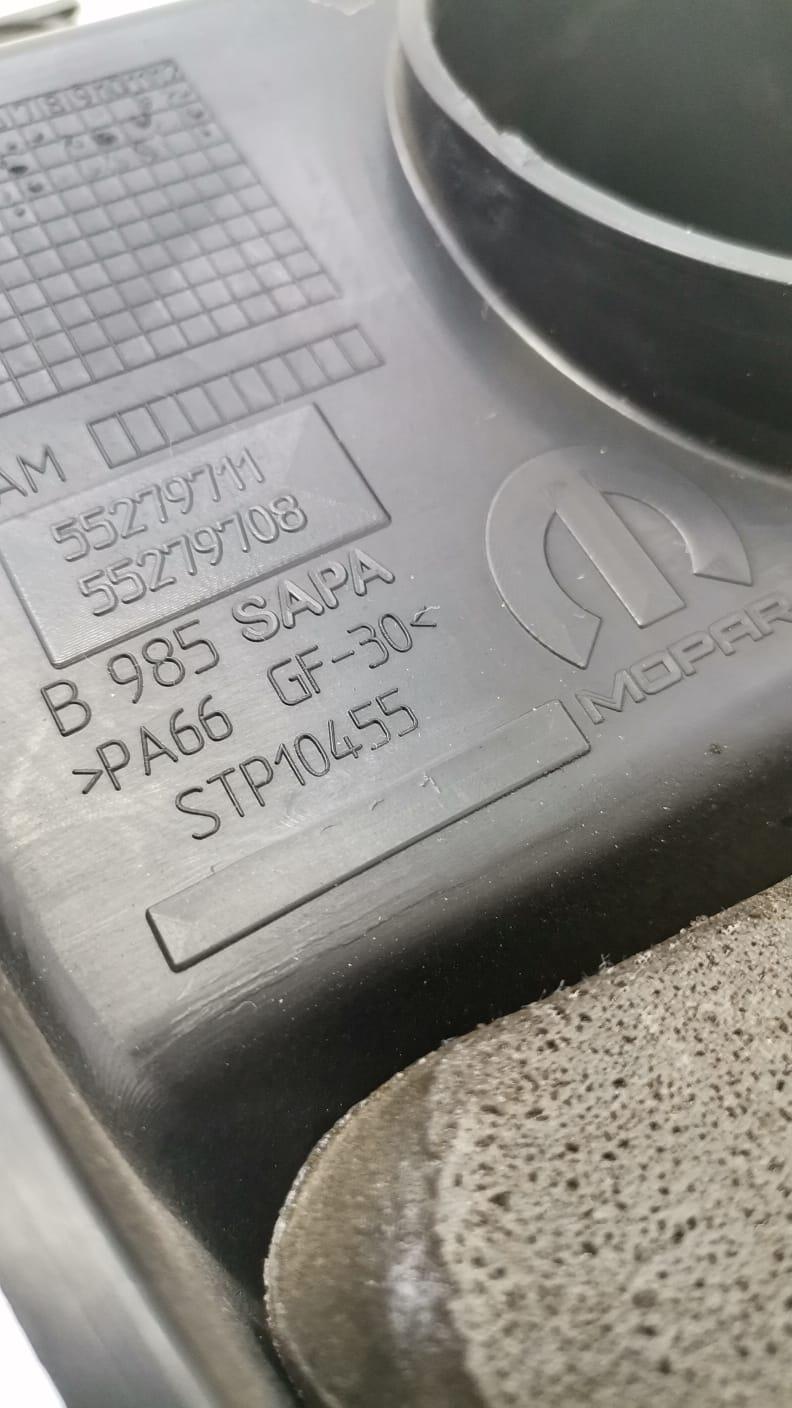 AM
55279711
55279708
B 985 SAPA
>PA66 GF-30<
STP10455
MOPAR